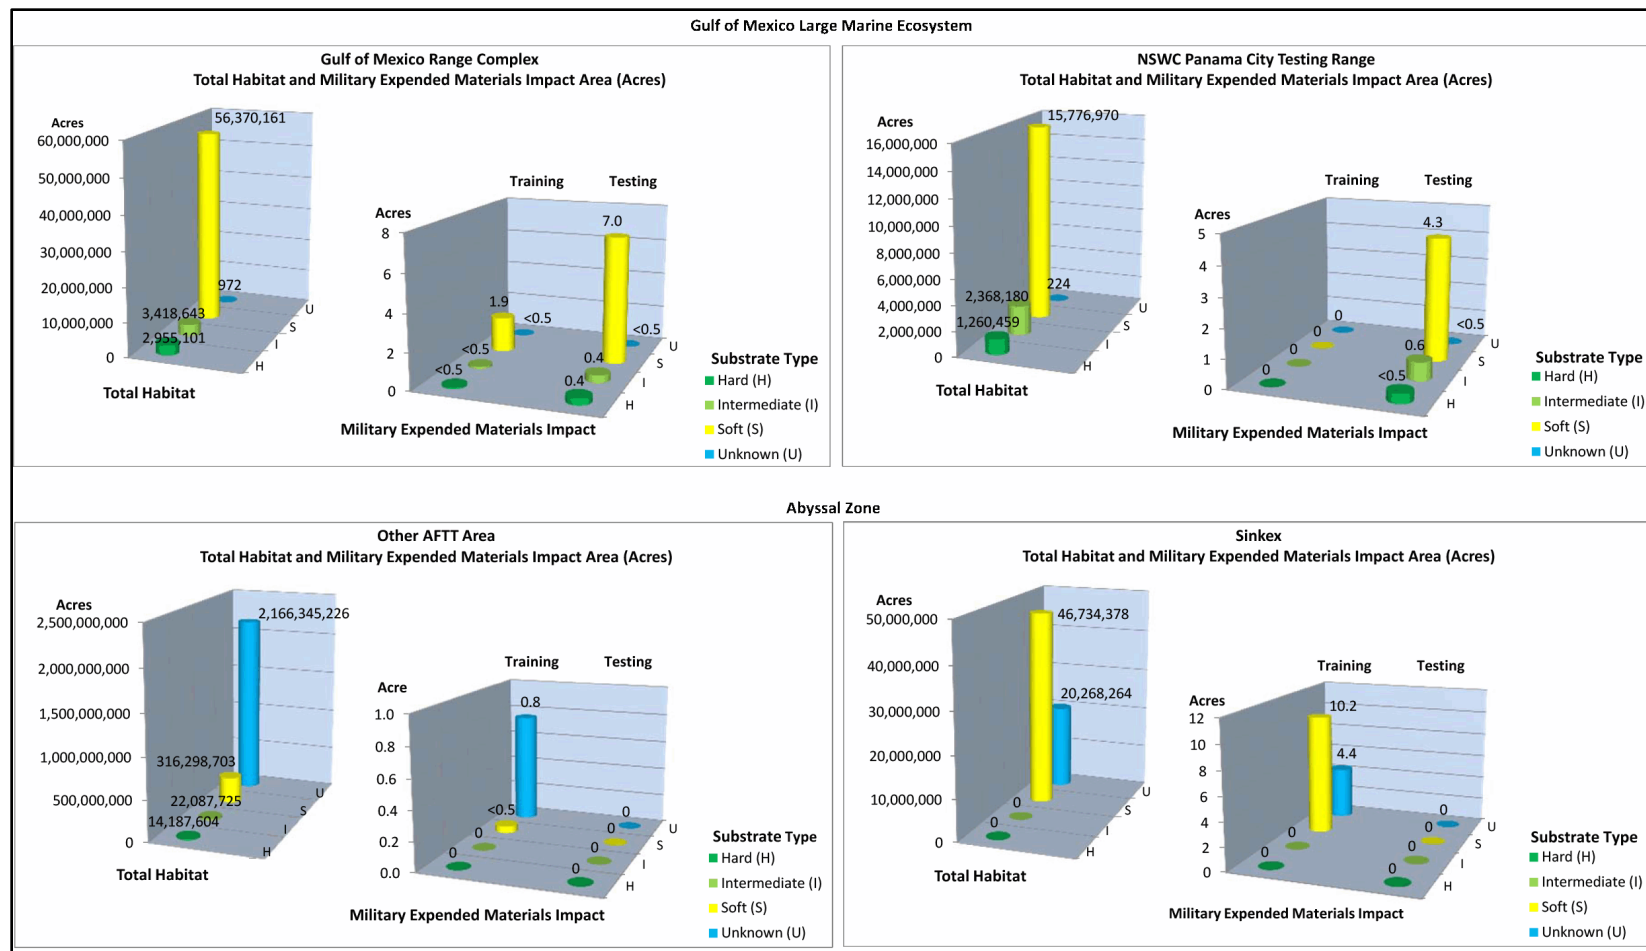 Gulf of Mexico Large Marine Ecosystem
Gulf of Mexico Range Complex
Total Habitat and Military Expended Materials Impact Area (Acres)
Acres
60,000,000
50,000,000
40,000,000
30,000,000
20,000,000
10,000,000
0
56,370,161
972
3,418,643
2,955,101
U
S
I
H
Total Habitat
Training
Testing
Acres
8
6
4
2
0
7.0
1.9
<0.5
<0.5
<0.5
<0.5
0.4
0.4
U
S
I
H
Military Expended Materials Impact
Substrate Type
Hard (H)
Intermediate (I)
Soft (S)
Unknown (U)
NSWC Panama City Testing Range
Total Habitat and Military Expended Materials Impact Area (Acres)
Acres
16,000,000
14,000,000
12,000,000
10,000,000
8,000,000
6,000,000
4,000,000
2,000,000
0
15,776,970
224
2,368,180
1,260,459
U
S
I
H
Total Habitat
Training
Testing
Acres
5
4
3
2
1
0
4.3
0
0
0
0
<0.5
0.6
<0.5
U
S
I
H
Military Expended Materials Impact
Substrate Type
Hard (H)
Intermediate (I)
Soft (S)
Unknown (U)
Abyssal Zone
Other AFTT Area
Total Habitat and Military Expended Materials Impact Area (Acres)
Acres
2,500,000,000
2,000,000,000
1,500,000,000
1,000,000,000
500,000,000
0
2,166,345,226
316,298,703
22,087,725
14,187,604
U
S
I
H
Total Habitat
Training
Testing
Acre
1.0
0.8
0.6
0.4
0.2
0.0
0.8
<0.5
0
0
0
0
0
0
U
S
I
H
Military Expended Materials Impact
Substrate Type
Hard (H)
Intermediate (I)
Soft (S)
Unknown (U)
Sinkex
Total Habitat and Military Expended Materials Impact Area (Acres)
Acres
50,000,000
40,000,000
30,000,000
20,000,000
10,000,000
0
46,734,378
20,268,264
0
0
U
S
I
H
Total Habitat
Training
Testing
Acres
12
10
8
6
4
2
0
10.2
4.4
0
0
0
0
0
0
U
S
I
H
Military Expended Materials Impact
Substrate Type
Hard (H)
Intermediate (I)
Soft (S)
Unknown (U)